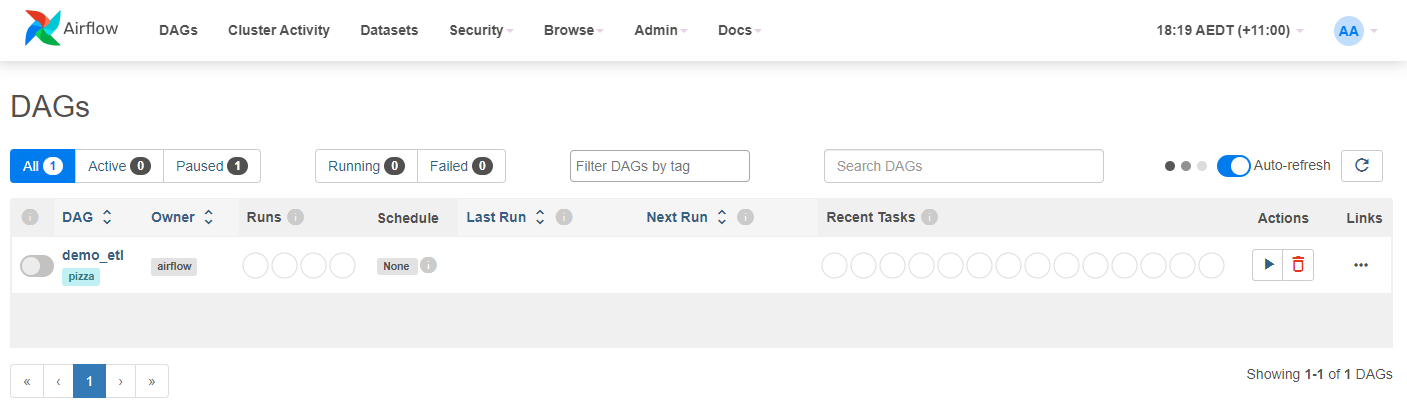 Airflow DAGs Cluster Activity Datasets Security Browse Admin Docs 18:19 AEDT (+11:00) AA
DAGs
All 1 Active 0 Paused 1 Running 0 Failed 0 Filter DAGs by tag Search DAGs Auto-refresh
i DAG Owner Runs i Schedule Last Run i Next Run i Recent Tasks i Actions Links
demo_etl
airflow None i
pizza
« ‹ 1 › »
Showing 1-1 of 1 DAGs